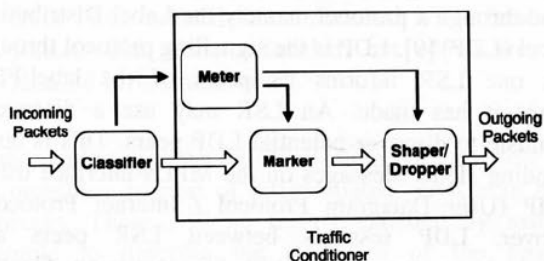 Meter
Incoming
Packets
Outgoing
Packets
Classifier
Marker
Shaper/
Dropper
Traffic
Conditioner